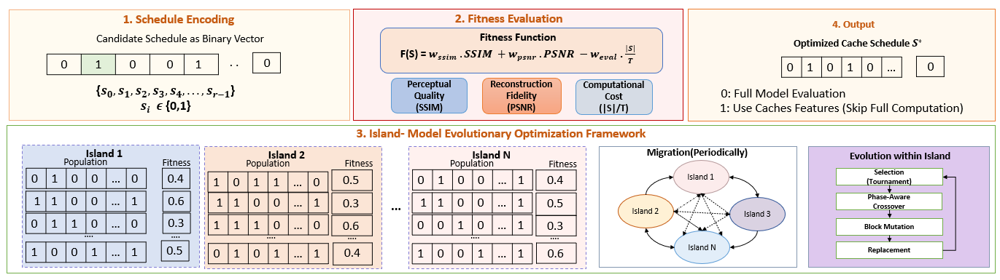 1. Schedule Encoding
Candidate Schedule as Binary Vector
0 1 0 0 1 . . 0
{s₀, s₁, s₂, s₃, s₄, . . . , sᵣ₋₁}
sᵢ ϵ {0,1}
2. Fitness Evaluation
Fitness Function
F(S) = w_ssim . SSIM + w_psnr . PSNR − w_eval . |S|/T
Perceptual
Quality
(SSIM)
Reconstruction
Fidelity
(PSNR)
Computational
Cost
(|S|/T)
4. Output
Optimized Cache Schedule S*
0 1 0 1 0 ... 0
0: Full Model Evaluation
1: Use Caches Features (Skip Full Computation)
3. Island- Model Evolutionary Optimization Framework
Island 1
Population Fitness
0 1 0 0 ... 0 0.4
1 1 0 0 ... 1 0.6
0 1 1 0 ... 1 0.3
.... ....
1 0 0 1 ... 1 0.5
Island 2
Population Fitness
1 0 1 1 ... 0 0.5
1 1 0 0 ... 1 0.3
1 1 1 0 ... 1 0.6
.... ....
0 1 0 1 ... 1 0.4
...
Island N
Population Fitness
0 1 0 0 ... 1 0.4
1 1 0 0 ... 1 0.5
0 0 1 0 ... 1 0.3
.... ....
1 0 0 1 ... 1 0.6
Migration(Periodically)
Island 1
Island 2
Island 3
Island N
Evolution within Island
Selection
(Tournament)
Phase-Aware
Crossover
Block Mutation
Replacement